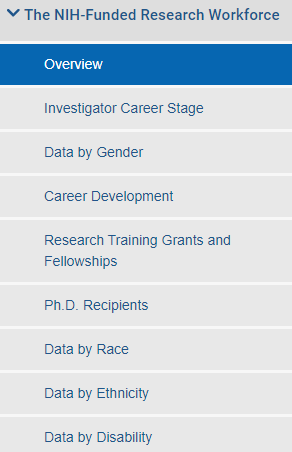 The NIH-Funded Research Workforce
Overview
Investigator Career Stage
Data by Gender
Career Development
Research Training Grants and
Fellowships
Ph.D. Recipients
Data by Race
Data by Ethnicity
Data by Disability